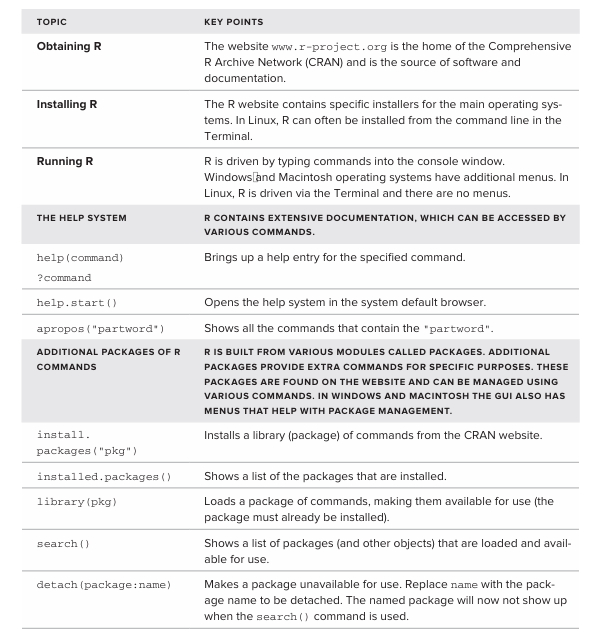 TOPIC KEY POINTS
Obtaining R The website www.r-project.org is the home of the Comprehensive
R Archive Network (CRAN) and is the source of software and
documentation.
Installing R The R website contains specific installers for the main operating sys-
tems. In Linux, R can often be installed from the command line in the
Terminal.
Running R R is driven by typing commands into the console window.
Windows and Macintosh operating systems have additional menus. In
Linux, R is driven via the Terminal and there are no menus.
THE HELP SYSTEM R CONTAINS EXTENSIVE DOCUMENTATION, WHICH CAN BE ACCESSED BY
VARIOUS COMMANDS.
help(command) Brings up a help entry for the specified command.
?command
help.start() Opens the help system in the system default browser.
apropos("partword") Shows all the commands that contain the "partword".
ADDITIONAL PACKAGES OF R R IS BUILT FROM VARIOUS MODULES CALLED PACKAGES. ADDITIONAL
COMMANDS PACKAGES PROVIDE EXTRA COMMANDS FOR SPECIFIC PURPOSES. THESE
PACKAGES ARE FOUND ON THE WEBSITE AND CAN BE MANAGED USING
VARIOUS COMMANDS. IN WINDOWS AND MACINTOSH THE GUI ALSO HAS
MENUS THAT HELP WITH PACKAGE MANAGEMENT.
install. Installs a library (package) of commands from the CRAN website.
packages("pkg")
installed.packages() Shows a list of the packages that are installed.
library(pkg) Loads a package of commands, making them available for use (the
package must already be installed).
search() Shows a list of packages (and other objects) that are loaded and avail-
able for use.
detach(package:name) Makes a package unavailable for use. Replace name with the pack-
age name to be detached. The named package will now not show up
when the search() command is used.